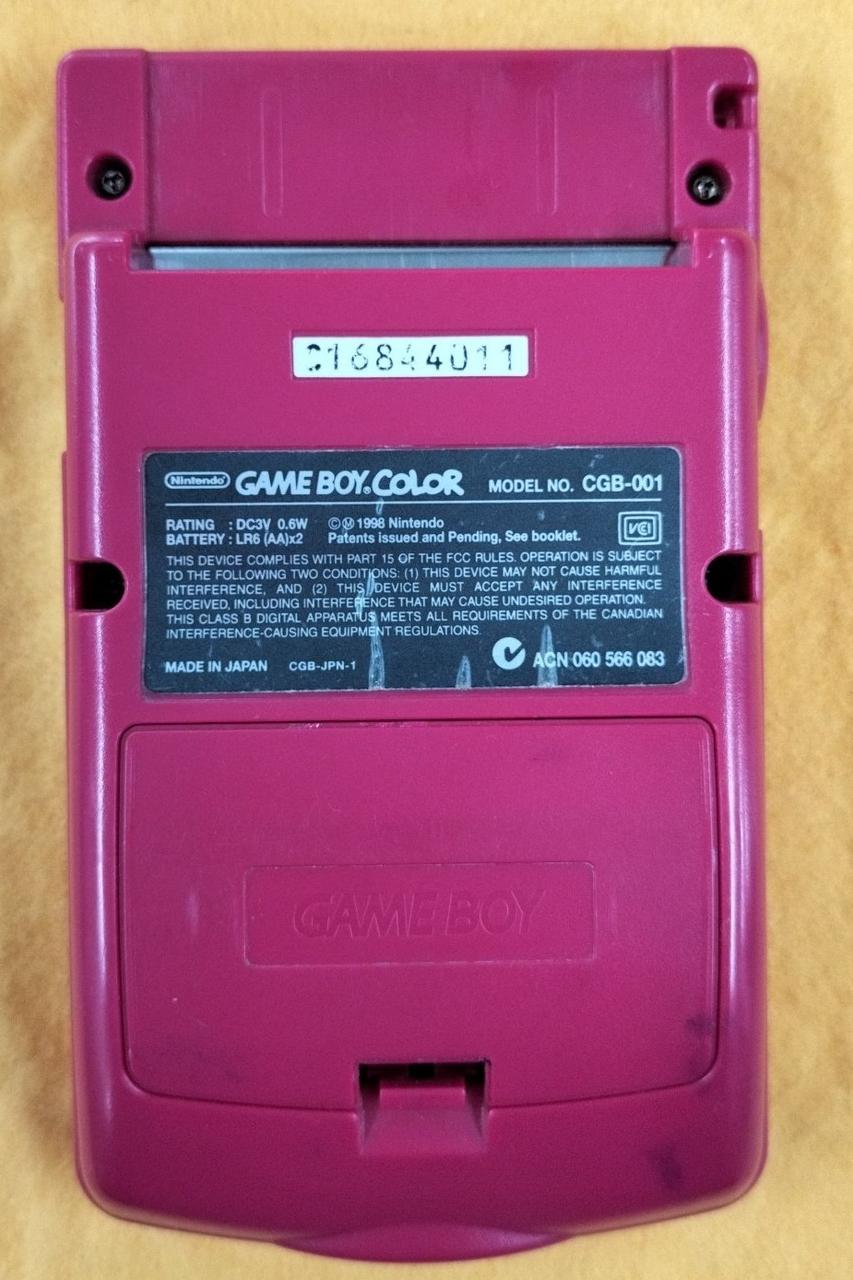 C16844011
Nintendo GAME BOY COLOR MODEL NO. CGB-001
RATING : DC3V 0.6W ©Ⓜ1998 Nintendo
BATTERY : LR6 (AA)x2 Patents issued and Pending, See booklet.
VCI
THIS DEVICE COMPLIES WITH PART 15 OF THE FCC RULES. OPERATION IS SUBJECT
TO THE FOLLOWING TWO CONDITIONS: (1) THIS DEVICE MAY NOT CAUSE HARMFUL
INTERFERENCE, AND (2) THIS DEVICE MUST ACCEPT ANY INTERFERENCE
RECEIVED, INCLUDING INTERFERENCE THAT MAY CAUSE UNDESIRED OPERATION.
THIS CLASS B DIGITAL APPARATUS MEETS ALL REQUIREMENTS OF THE CANADIAN
INTERFERENCE-CAUSING EQUIPMENT REGULATIONS.
MADE IN JAPAN CGB-JPN-1 ACN 060 566 083
GAME BOY